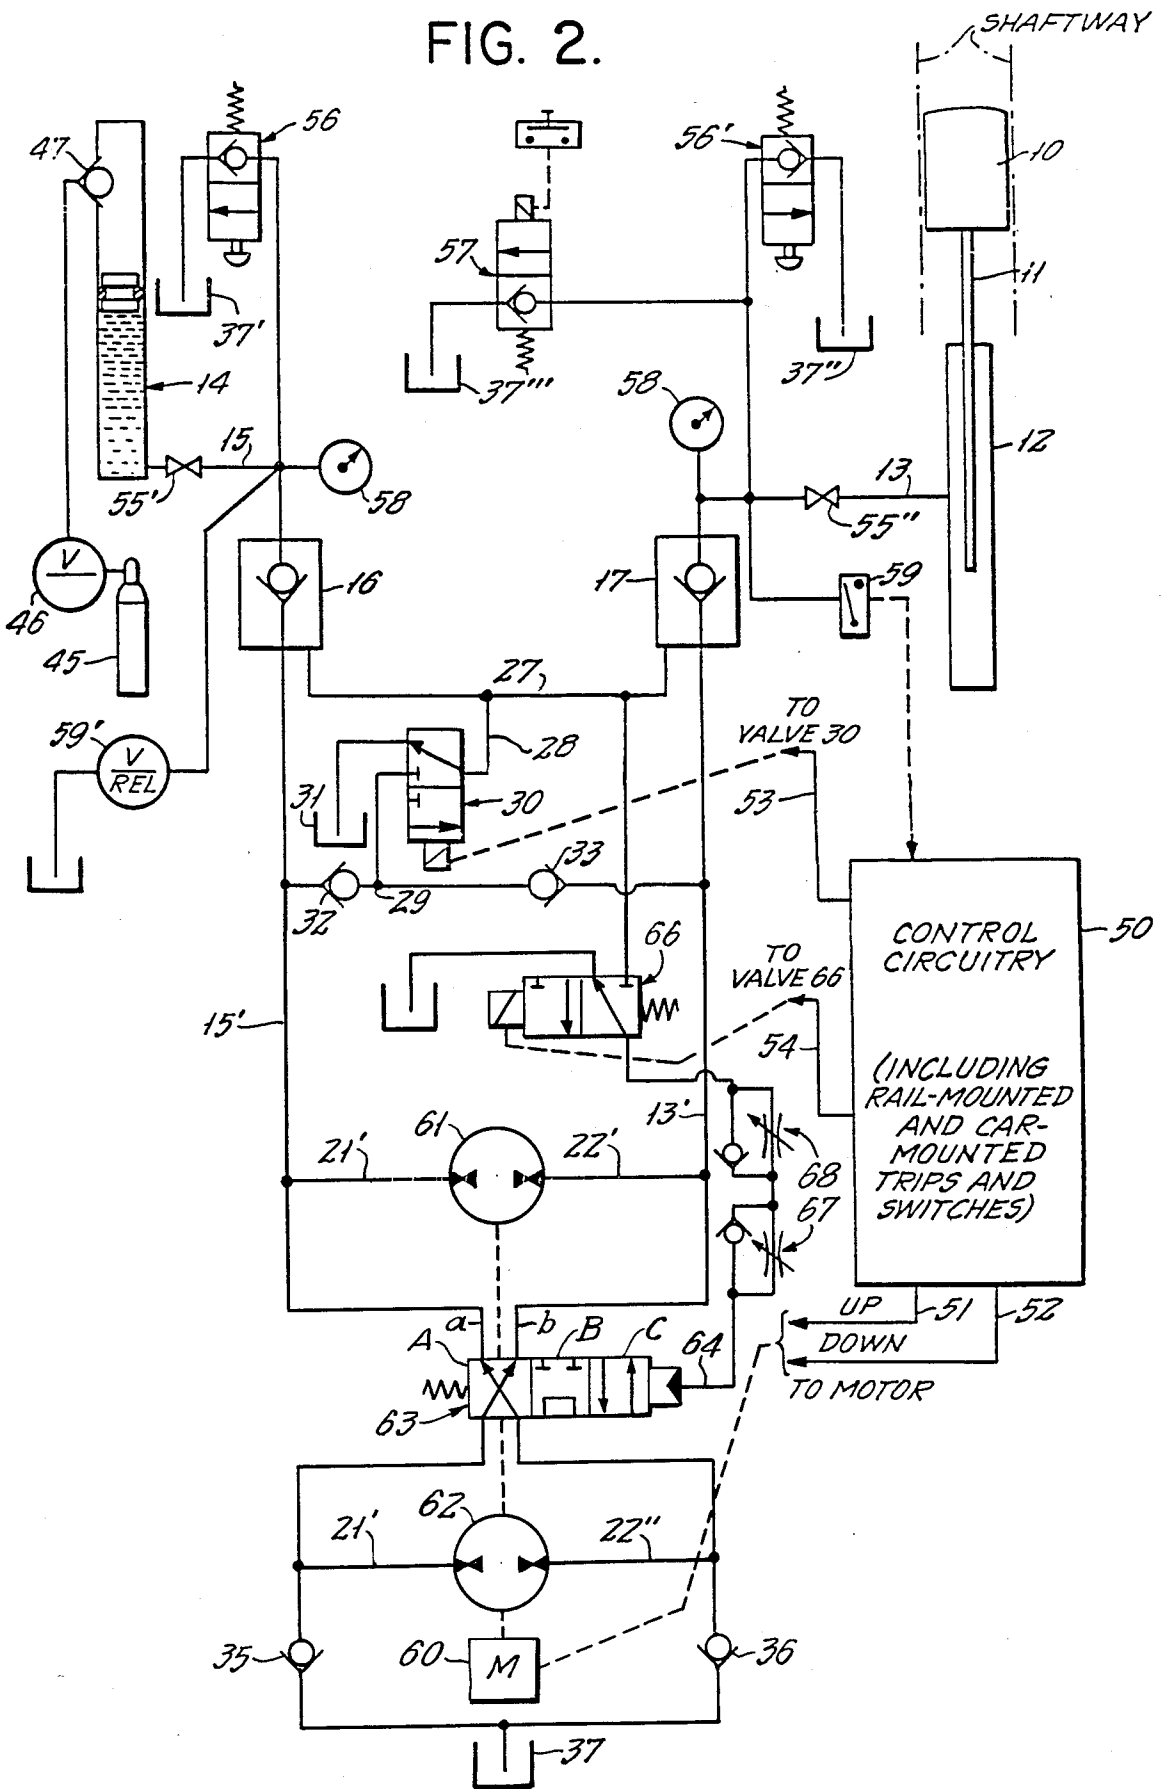 FIG. 2.
SHAFTWAY
47
56
56'
10
57
11
37'
37'''
37"
14
58
12
15
13
55'
58
55"
V
16
17
59
46
45
27
59'
V
REL
28
TO
VALVE 30
31
30
53
33
32
29
50
CONTROL
CIRCUITRY
66
TO
VALVE 66
15'
54
(INCLUDING
RAIL-MOUNTED
AND CAR-
MOUNTED
TRIPS AND
SWITCHES)
13'
61
21'
22'
68
67
a
b
UP
51
52
A
B
C
64
DOWN
63
TO MOTOR
62
21'
22"
35
60
M
36
37